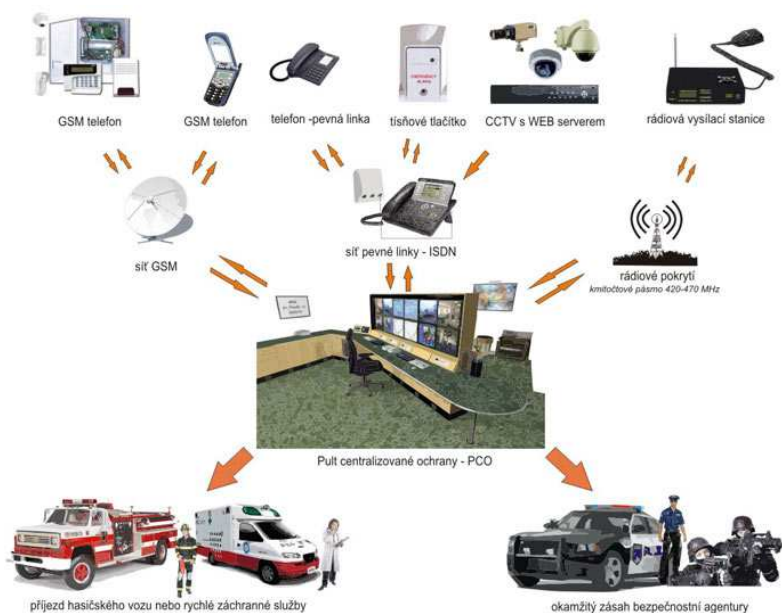 GSM telefon
GSM telefon
telefon -pevná linka
tísňové tlačítko
CCTV s WEB serverem
rádiová vysílací stanice
síť GSM
síť pevné linky - ISDN
rádiové pokrytí
kmitočtové pásmo 420-470 MHz
Pult centralizované ochrany - PCO
příjezd hasičského vozu nebo rychlé záchranné služby
okamžitý zásah bezpečnostní agentury